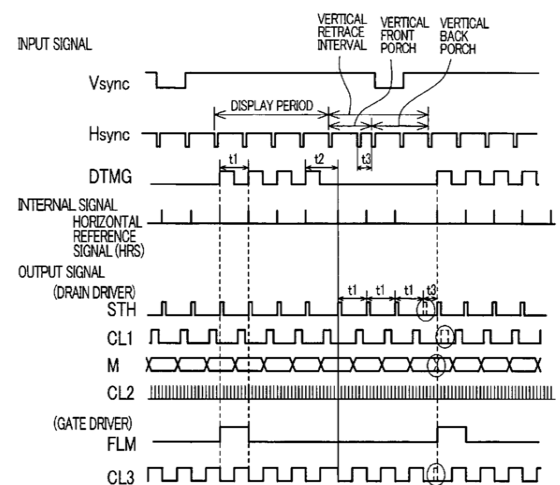 VERTICAL RETRACE INTERVAL
VERTICAL FRONT PORCH
VERTICAL BACK PORCH
INPUT SIGNAL
Vsync
DISPLAY PERIOD
Hsync
t1
t2
t3
DTMG
INTERNAL SIGNAL
HORIZONTAL
REFERENCE
SIGNAL (HRS)
OUTPUT SIGNAL
(DRAIN DRIVER)
t1
t1
t1
t3
STH
CL1
M
CL2
(GATE DRIVER)
FLM
CL3